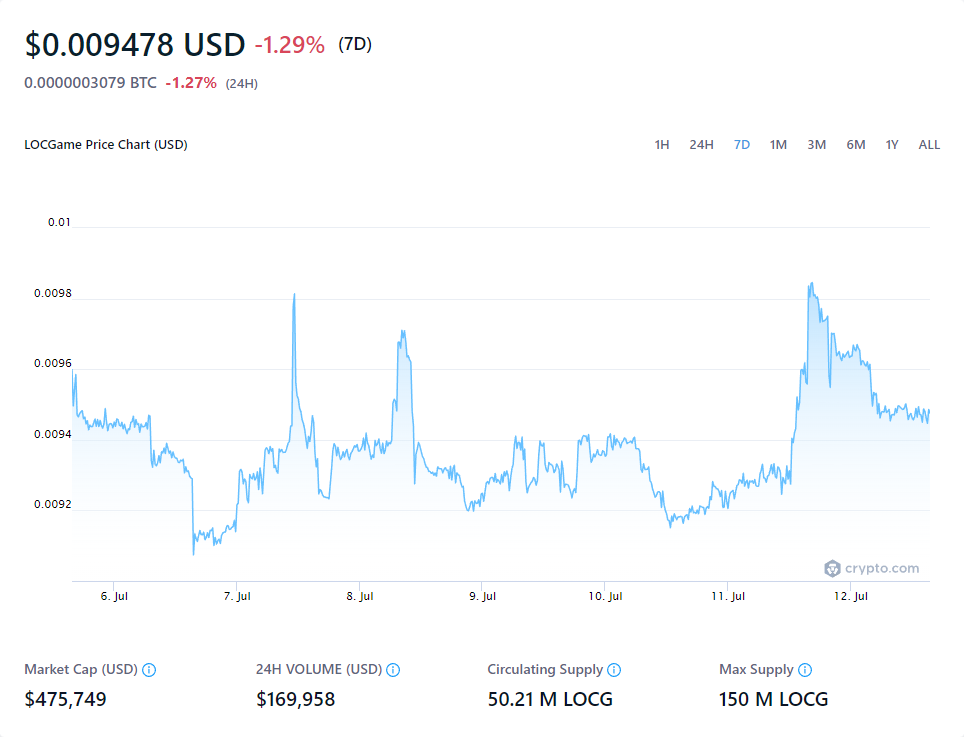 $0.009478 USD -1.29% (7D)
0.0000003079 BTC -1.27% (24H)
LOCGame Price Chart (USD) 1H 24H 7D 1M 3M 6M 1Y ALL
0.01
0.0098
0.0096
0.0094
0.0092
crypto.com
6. Jul 7. Jul 8. Jul 9. Jul 10. Jul 11. Jul 12. Jul
Market Cap (USD) 24H VOLUME (USD) Circulating Supply Max Supply
$475,749 $169,958 50.21 M LOCG 150 M LOCG